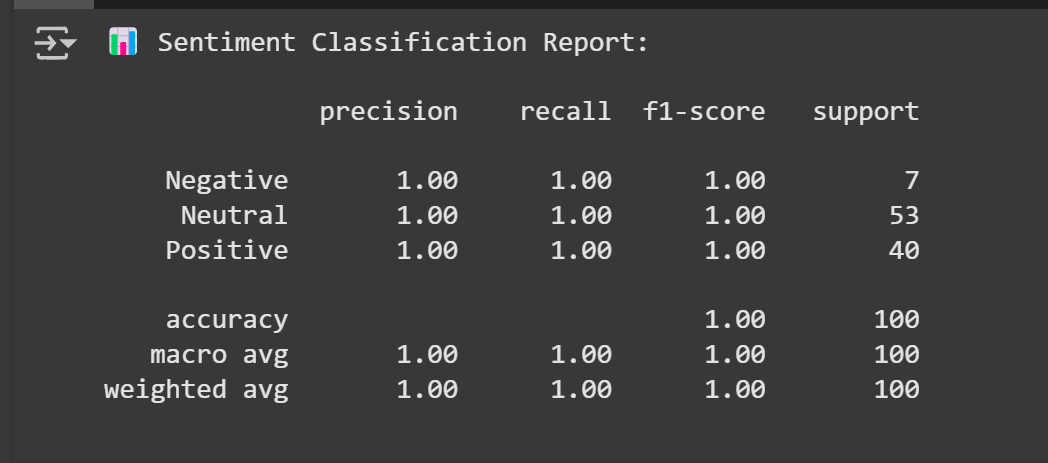 📊 Sentiment Classification Report:
precision recall f1-score support
Negative 1.00 1.00 1.00 7
Neutral 1.00 1.00 1.00 53
Positive 1.00 1.00 1.00 40
accuracy 1.00 100
macro avg 1.00 1.00 1.00 100
weighted avg 1.00 1.00 1.00 100